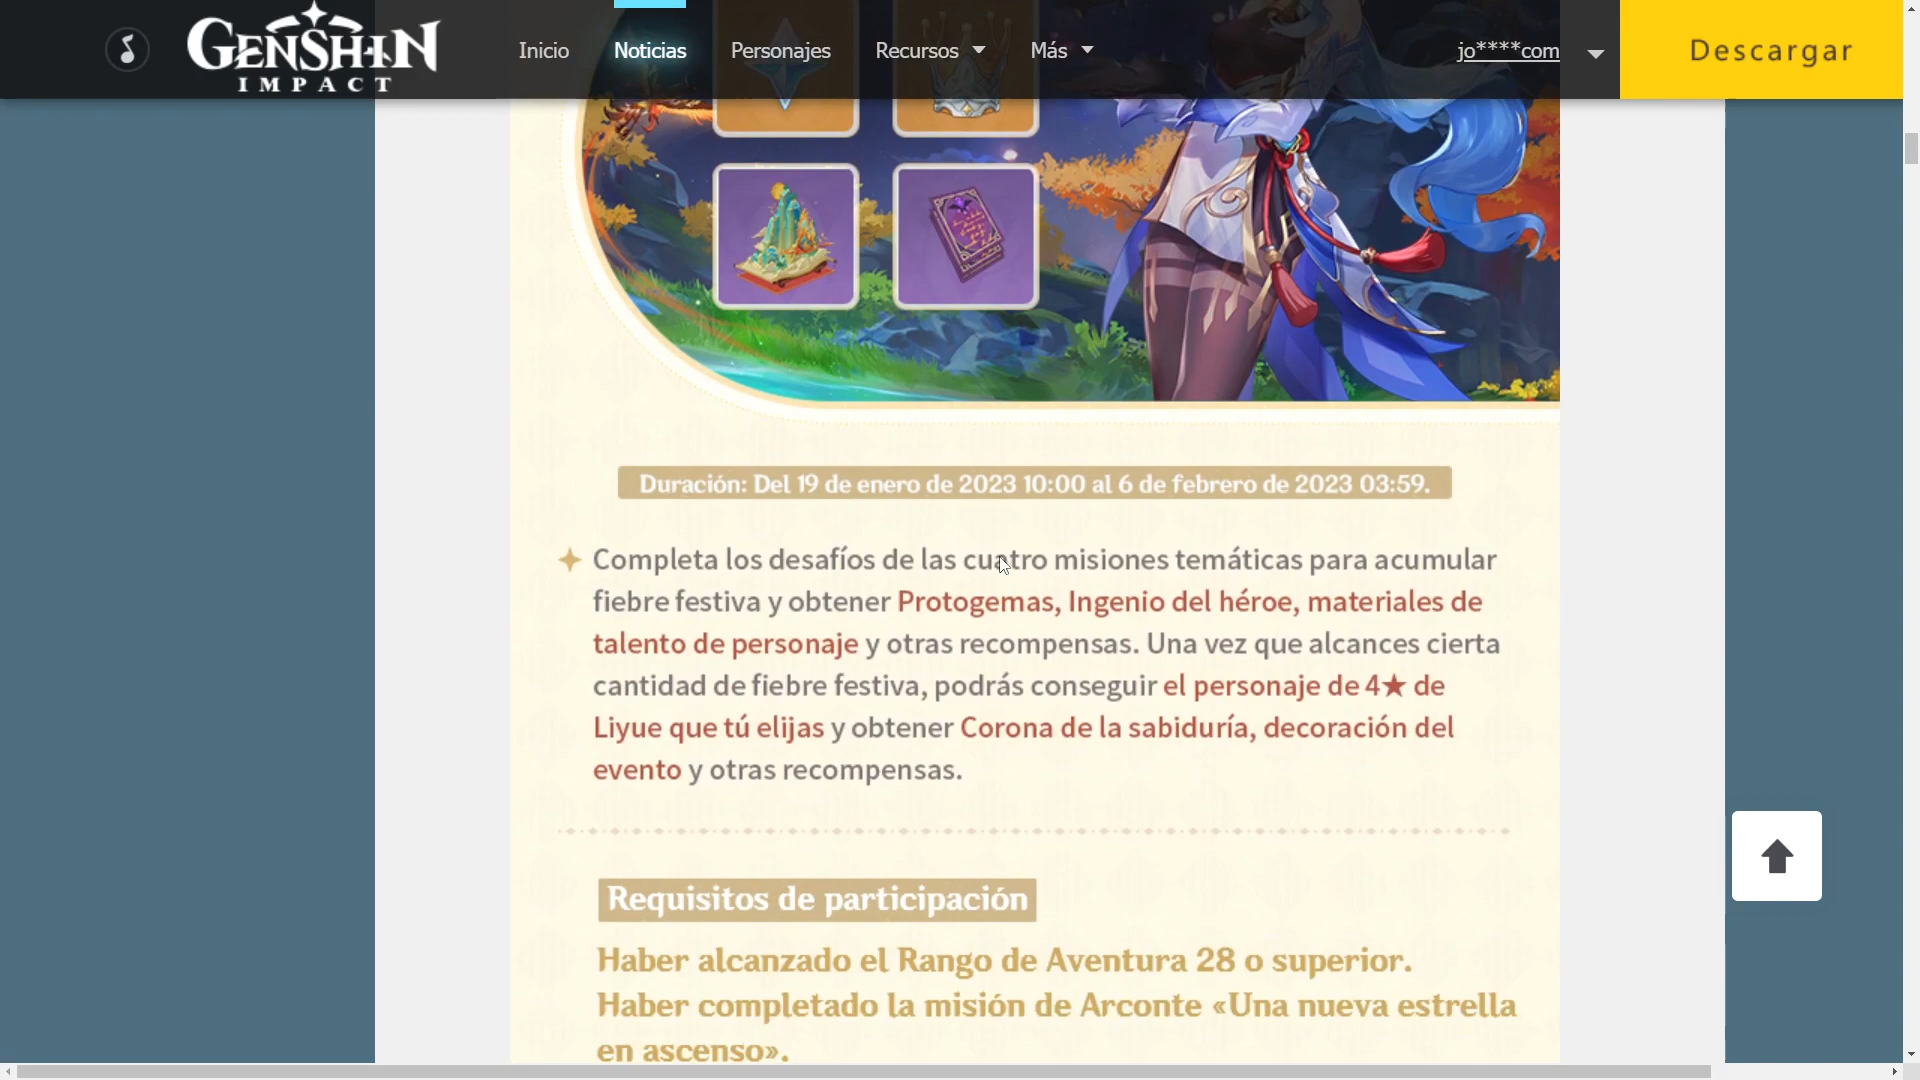 GENSHIN
IMPACT
Inicio
Noticias
Personajes
Recursos
Más
jo****com
Descargar
Duración: Del 19 de enero de 2023 10:00 al 6 de febrero de 2023 03:59.
Completa los desafíos de las cuatro misiones temáticas para acumular
fiebre festiva y obtener Protogemas, Ingenio del héroe, materiales de
talento de personaje y otras recompensas. Una vez que alcances cierta
cantidad de fiebre festiva, podrás conseguir el personaje de 4★ de
Liyue que tú elijas y obtener Corona de la sabiduría, decoración del
evento y otras recompensas.
Requisitos de participación
Haber alcanzado el Rango de Aventura 28 o superior.
Haber completado la misión de Arconte «Una nueva estrella
en ascenso».